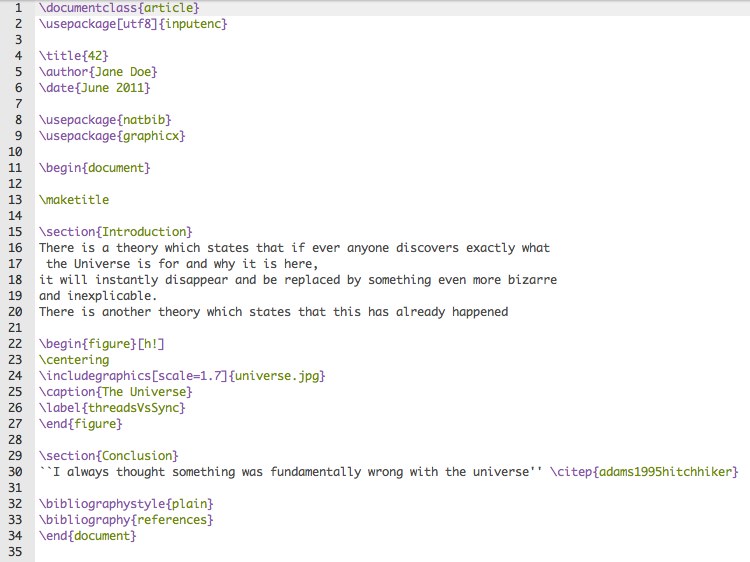 1 \documentclass{article}
2 \usepackage[utf8]{inputenc}
3
4 \title{42}
5 \author{Jane Doe}
6 \date{June 2011}
7
8 \usepackage{natbib}
9 \usepackage{graphicx}
10
11 \begin{document}
12
13 \maketitle
14
15 \section{Introduction}
16 There is a theory which states that if ever anyone discovers exactly what
17  the Universe is for and why it is here,
18 it will instantly disappear and be replaced by something even more bizarre
19 and inexplicable.
20 There is another theory which states that this has already happened
21
22 \begin{figure}[h!]
23 \centering
24 \includegraphics[scale=1.7]{universe.jpg}
25 \caption{The Universe}
26 \label{threadsVsSync}
27 \end{figure}
28
29 \section{Conclusion}
30 ``I always thought something was fundamentally wrong with the universe'' \citep{adams1995hitchhiker}
31
32 \bibliographystyle{plain}
33 \bibliography{references}
34 \end{document}
35